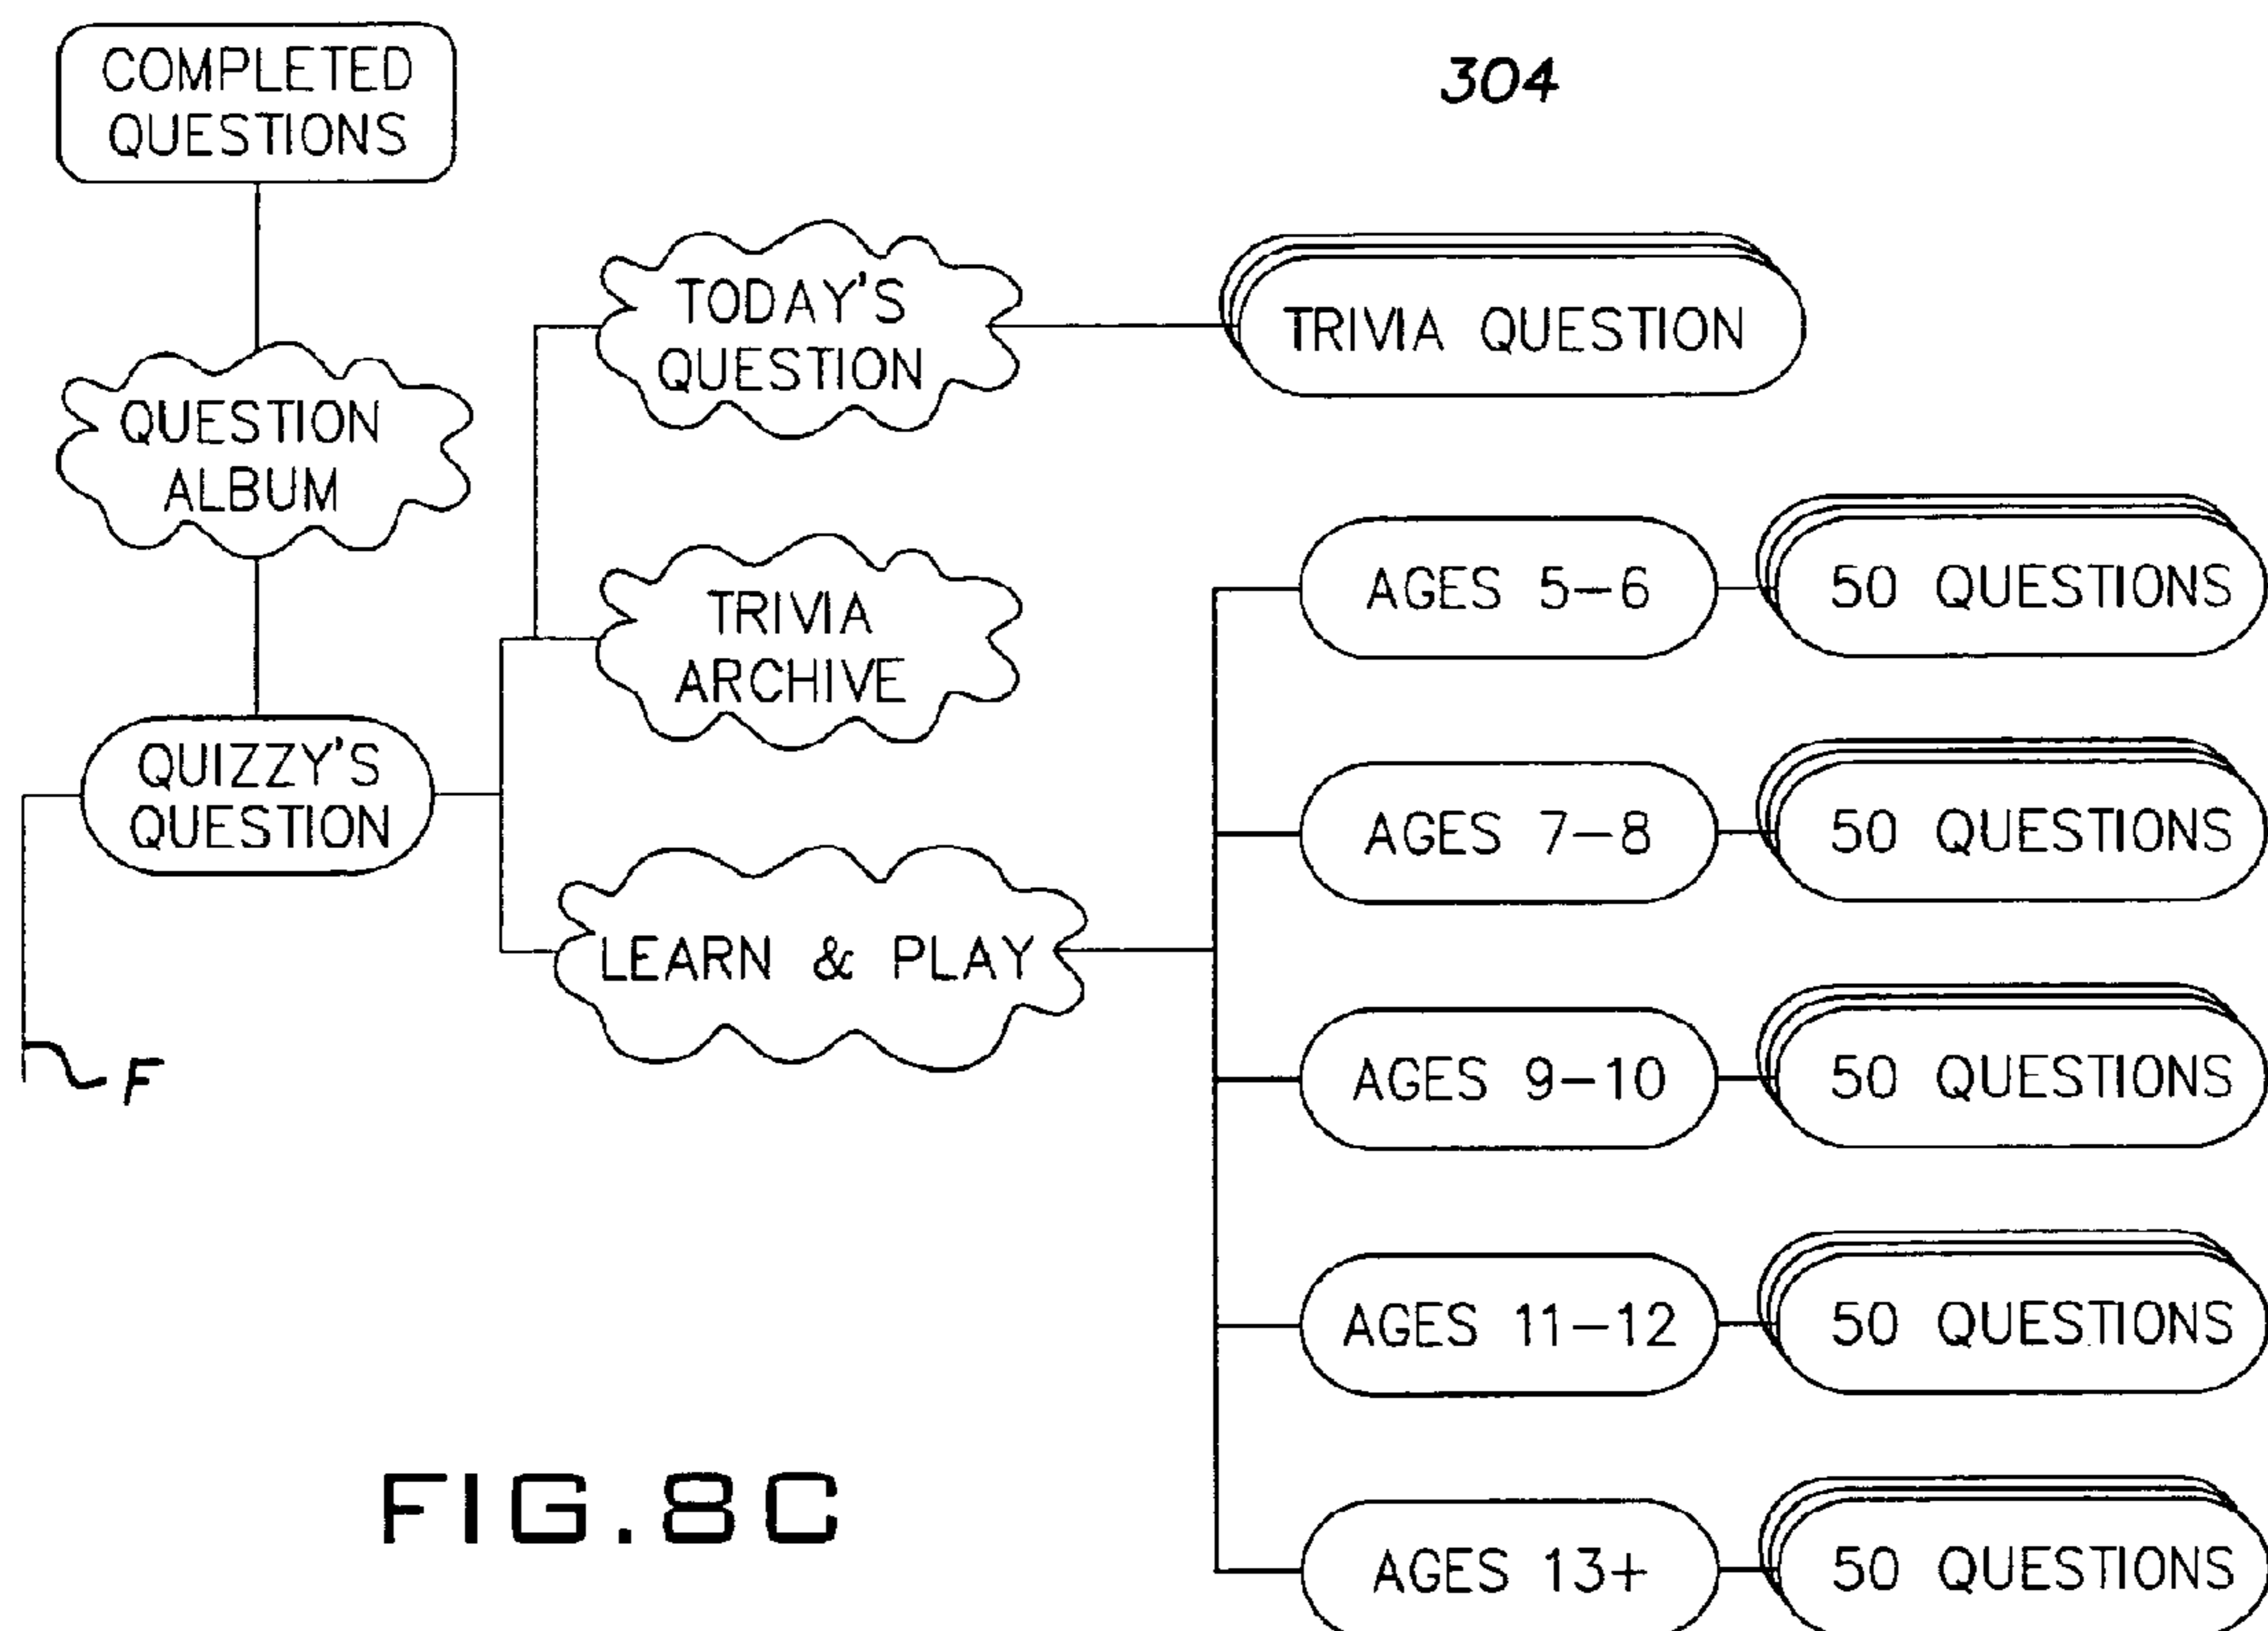 COMPLETED
QUESTIONS
304
TODAY'S
QUESTION
TRIVIA QUESTION
QUESTION
ALBUM
TRIVIA
ARCHIVE
AGES 5-6
50 QUESTIONS
QUIZZY'S
QUESTION
AGES 7-8
50 QUESTIONS
LEARN & PLAY
F
AGES 9-10
50 QUESTIONS
AGES 11-12
50 QUESTIONS
AGES 13+
50 QUESTIONS
FIG.8C